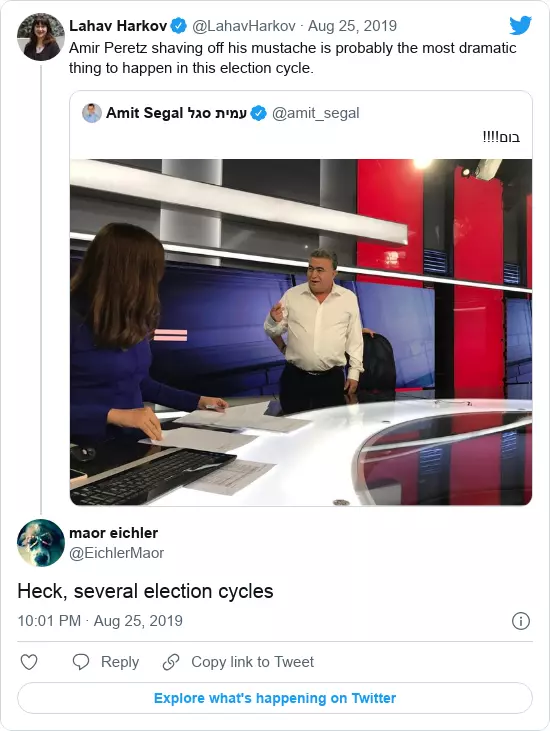 Lahav Harkov @LahavHarkov · Aug 25, 2019
Amir Peretz shaving off his mustache is probably the most dramatic
thing to happen in this election cycle.
Amit Segal עמית סגל @amit_segal
בום!!!!
maor eichler
@EichlerMaor
Heck, several election cycles
10:01 PM · Aug 25, 2019
Reply
Copy link to Tweet
Explore what's happening on Twitter